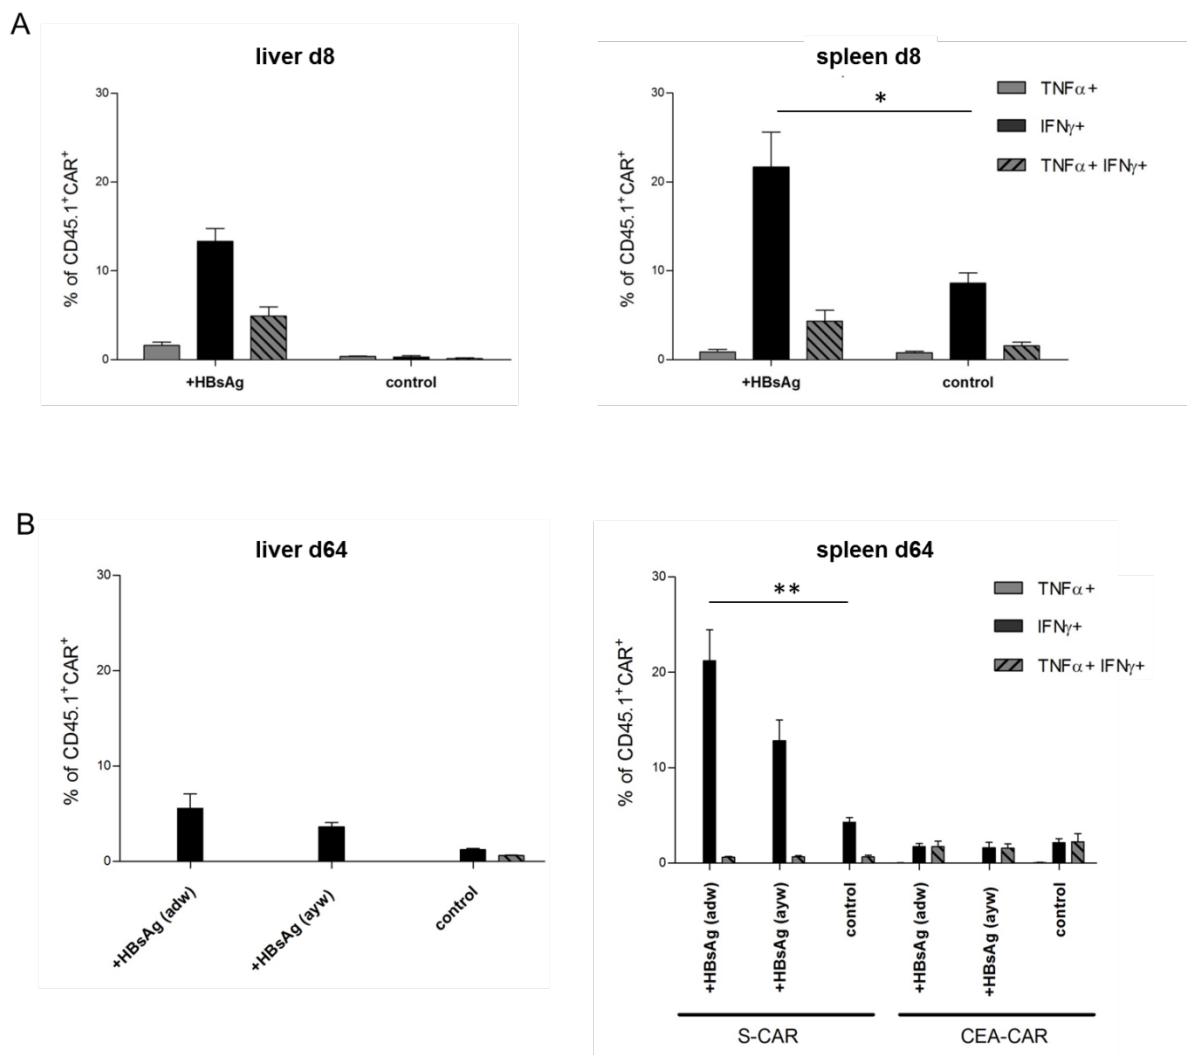 A
liver d8
30
20
10
0
% of CD45.1+CAR+
+HBsAg
control
spleen d8
*
TNFα+
IFNγ+
TNFα+ IFNγ+
30
20
10
0
% of CD45.1+CAR+
+HBsAg
control
B
liver d64
30
20
10
0
% of CD45.1+CAR+
+HBsAg (adw)
+HBsAg (ayw)
control
spleen d64
**
TNFα+
IFNγ+
TNFα+ IFNγ+
30
20
10
0
% of CD45.1+CAR+
+HBsAg (adw)
+HBsAg (ayw)
control
+HBsAg (adw)
+HBsAg (ayw)
control
S-CAR
CEA-CAR